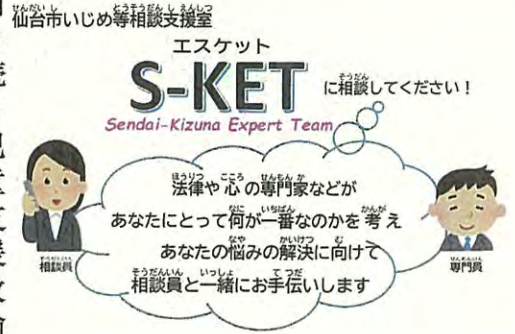 仙台市いじめ等相談支援室
エスケット
S-KET に相談してください！
Sendai-Kizuna Expert Team
法律や心の専門家などが
あなたにとって何が一番なのかを考え
あなたの悩みの解決に向けて
相談員と一緒にお手伝いします
相談員
専門員